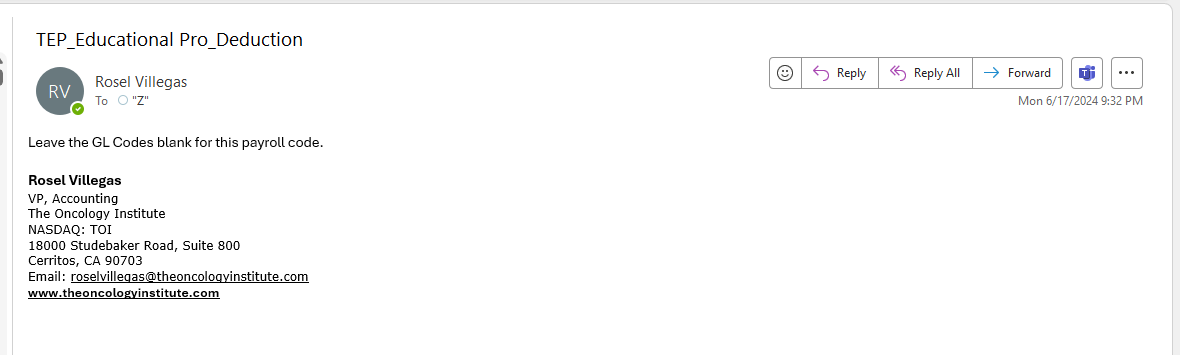 TEP_Educational Pro_Deduction
RV
Rosel Villegas
To "Z"
Reply
Reply All
Forward
Mon 6/17/2024 9:32 PM
Leave the GL Codes blank for this payroll code.
Rosel Villegas
VP, Accounting
The Oncology Institute
NASDAQ: TOI
18000 Studebaker Road, Suite 800
Cerritos, CA 90703
Email: roselvillegas@theoncologyinstitute.com
www.theoncologyinstitute.com